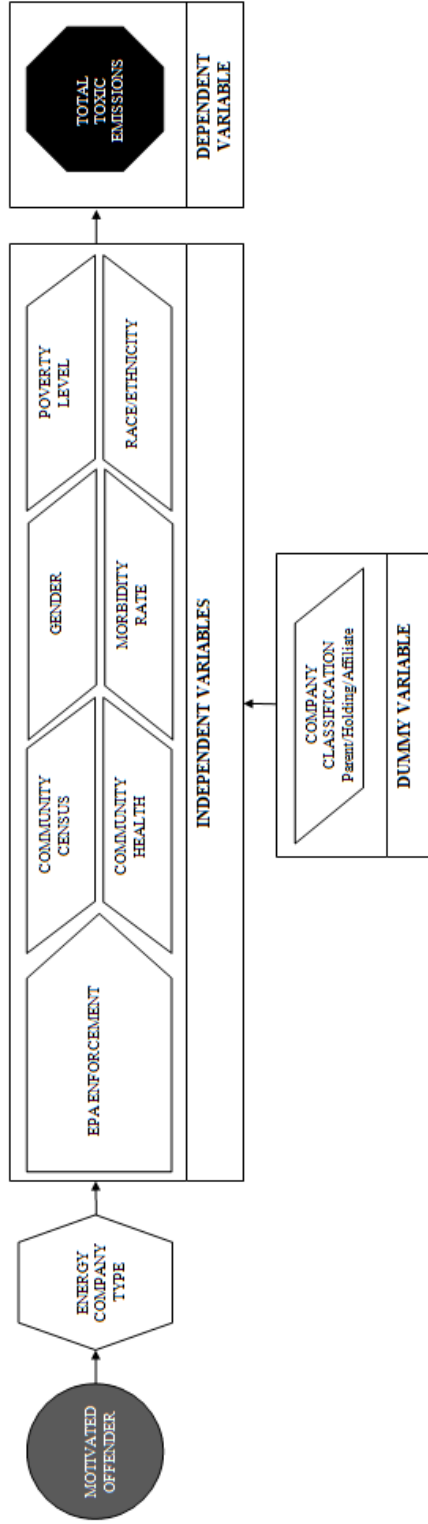 MOTIVATED
OFFENDER
ENERGY
COMPANY
TYPE
EPA ENFORCEMENT
COMMUNITY
CENSUS
GENDER
POVERTY
LEVEL
COMMUNITY
HEALTH
MORBIDITY
RATE
RACE/ETHNICITY
INDEPENDENT VARIABLES
COMPANY
CLASSIFICATION
Parent/Holding/Affiliate
DUMMY VARIABLE
TOTAL
TOXIC
EMISSIONS
DEPENDENT
VARIABLE